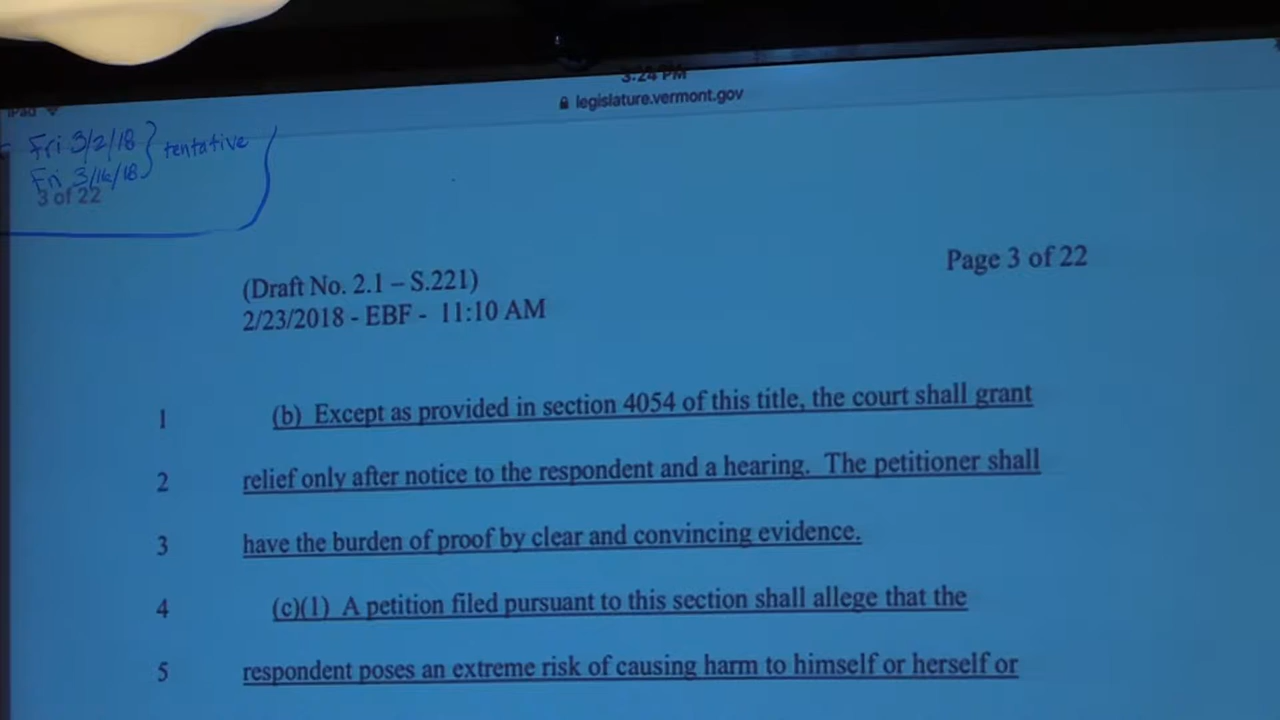 3:24 PM
iPad
legislature.vermont.gov
Fri 3/2/18 } tentative
Fri 3/16/18
3 of 22
(Draft No. 2.1 – S.221)
Page 3 of 22
2/23/2018 - EBF - 11:10 AM
1 (b) Except as provided in section 4054 of this title, the court shall grant
2 relief only after notice to the respondent and a hearing. The petitioner shall
3 have the burden of proof by clear and convincing evidence.
4 (c)(1) A petition filed pursuant to this section shall allege that the
5 respondent poses an extreme risk of causing harm to himself or herself or